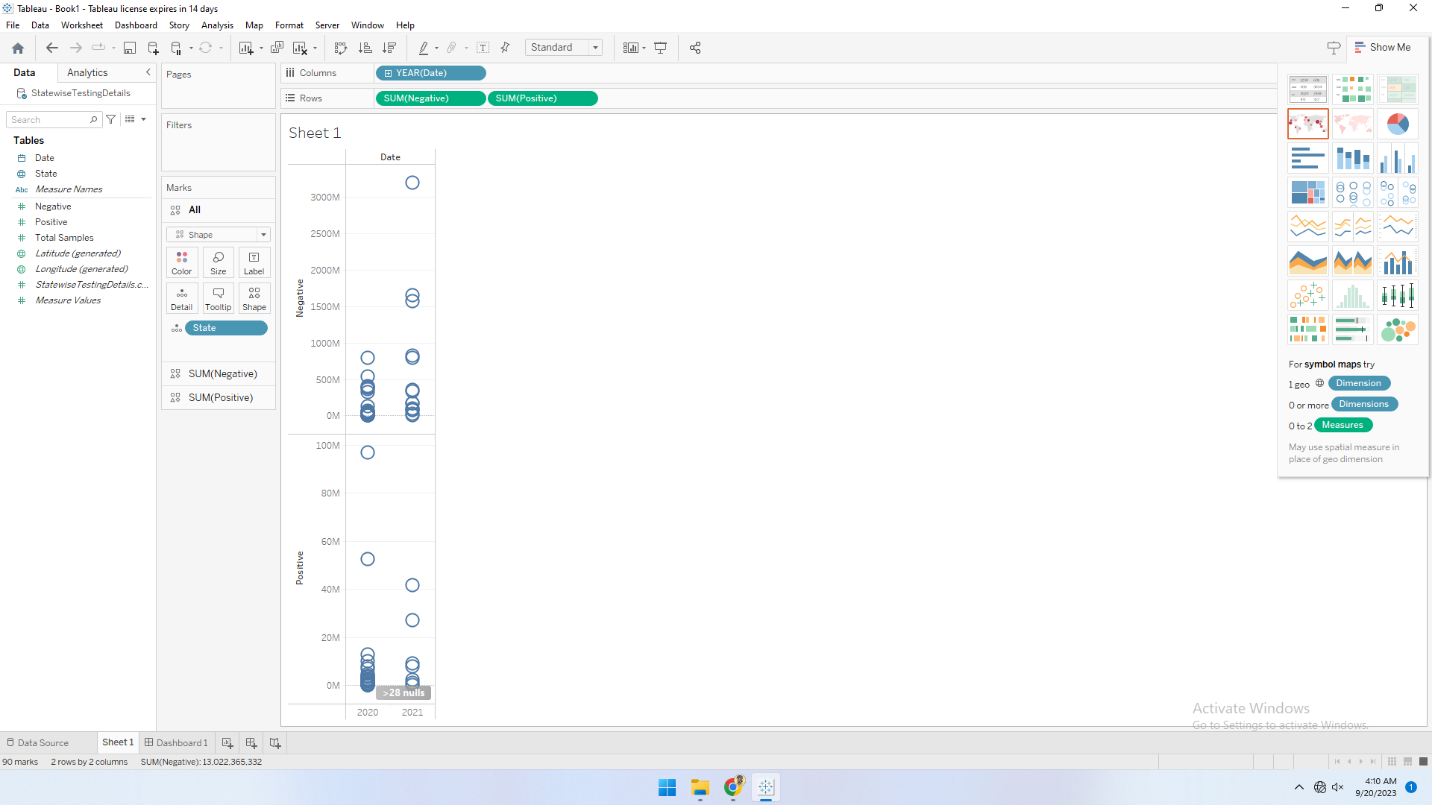 Tableau - Book1 - Tableau license expires in 14 days
File Data Worksheet Dashboard Story Analysis Map Format Server Window Help
Standard
Show Me
Data Analytics
StatewiseTestingDetails
Search
Tables
Date
State
Abc Measure Names
Negative
Positive
Total Samples
Latitude (generated)
Longitude (generated)
StatewiseTestingDetails.c...
Measure Values
Pages
Filters
Marks
All
Shape
Color Size Label
Detail Tooltip Shape
State
SUM(Negative)
SUM(Positive)
Columns YEAR(Date)
Rows SUM(Negative) SUM(Positive)
Sheet 1
Date
Negative
3000M
2500M
2000M
1500M
1000M
500M
0M
Positive
100M
80M
60M
40M
20M
0M
>28 nulls
2020 2021
For symbol maps try
1 geo Dimension
0 or more Dimensions
0 to 2 Measures
May use spatial measure in
place of geo dimension
Activate Windows
Go to Settings to activate Windows.
Data Source Sheet 1 Dashboard 1
90 marks 2 rows by 2 columns SUM(Negative): 13.022.365,332
4:10 AM
9/20/2023
1